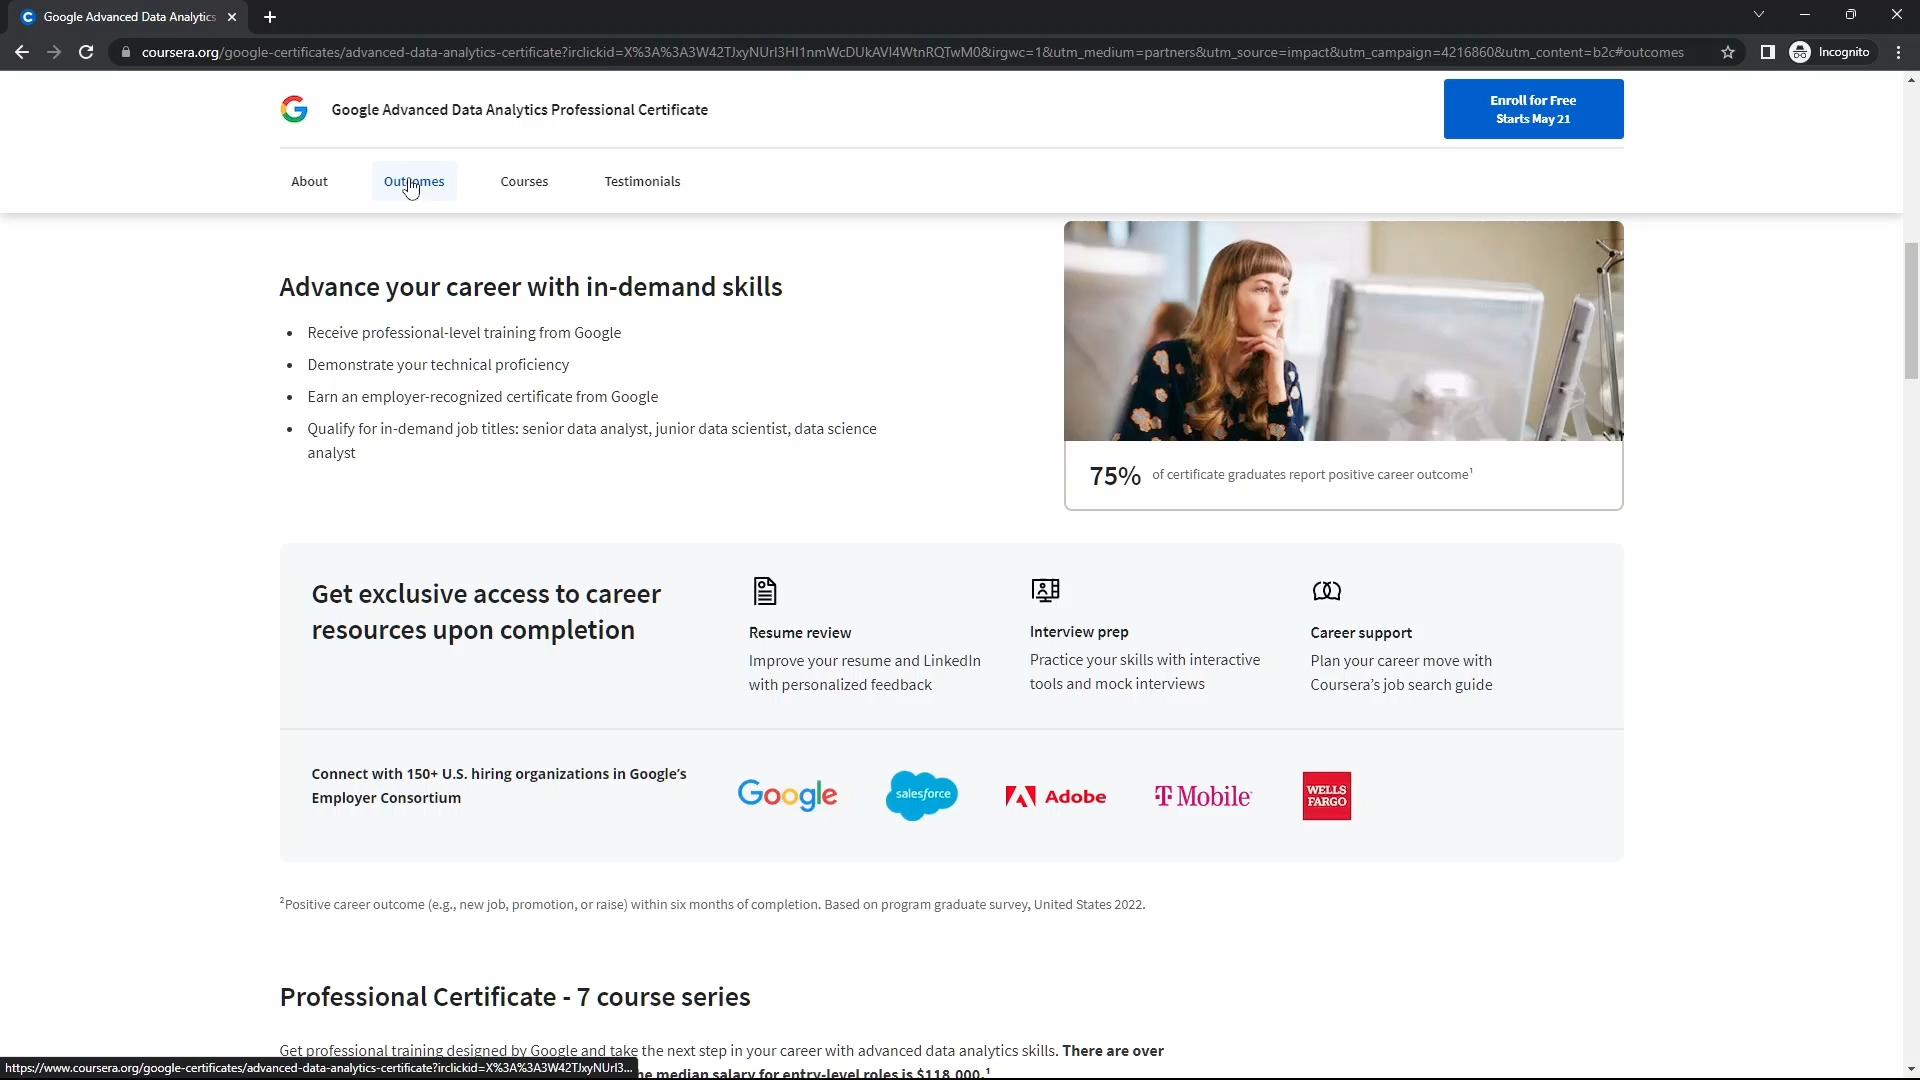 Google Advanced Data Analytics
coursera.org/google-certificates/advanced-data-analytics-certificate?irclickid=X%3A%3A3W42TJxyNUrI3HI1nmWcDUkAVI4WtnRQTwM0&irgwc=1&utm_medium=partners&utm_source=impact&utm_campaign=4216860&utm_content=b2c#outcomes
Incognito
Google Advanced Data Analytics Professional Certificate
Enroll for Free
Starts May 21
About
Outcomes
Courses
Testimonials
Advance your career with in-demand skills
• Receive professional-level training from Google
• Demonstrate your technical proficiency
• Earn an employer-recognized certificate from Google
• Qualify for in-demand job titles: senior data analyst, junior data scientist, data science
analyst
75% of certificate graduates report positive career outcome¹
Get exclusive access to career
resources upon completion
Resume review
Improve your resume and LinkedIn
with personalized feedback
Interview prep
Practice your skills with interactive
tools and mock interviews
Career support
Plan your career move with
Coursera's job search guide
Connect with 150+ U.S. hiring organizations in Google's
Employer Consortium
Google
salesforce
Adobe
T Mobile
WELLS
FARGO
²Positive career outcome (e.g., new job, promotion, or raise) within six months of completion. Based on program graduate survey, United States 2022.
Professional Certificate - 7 course series
Get professional training designed by Google and take the next step in your career with advanced data analytics skills. There are over
median salary for entry-level roles is $118,000.¹
https://www.coursera.org/google-certificates/advanced-data-analytics-certificate?irclickid=X%3A%3A3W42TJxyNUrI3...